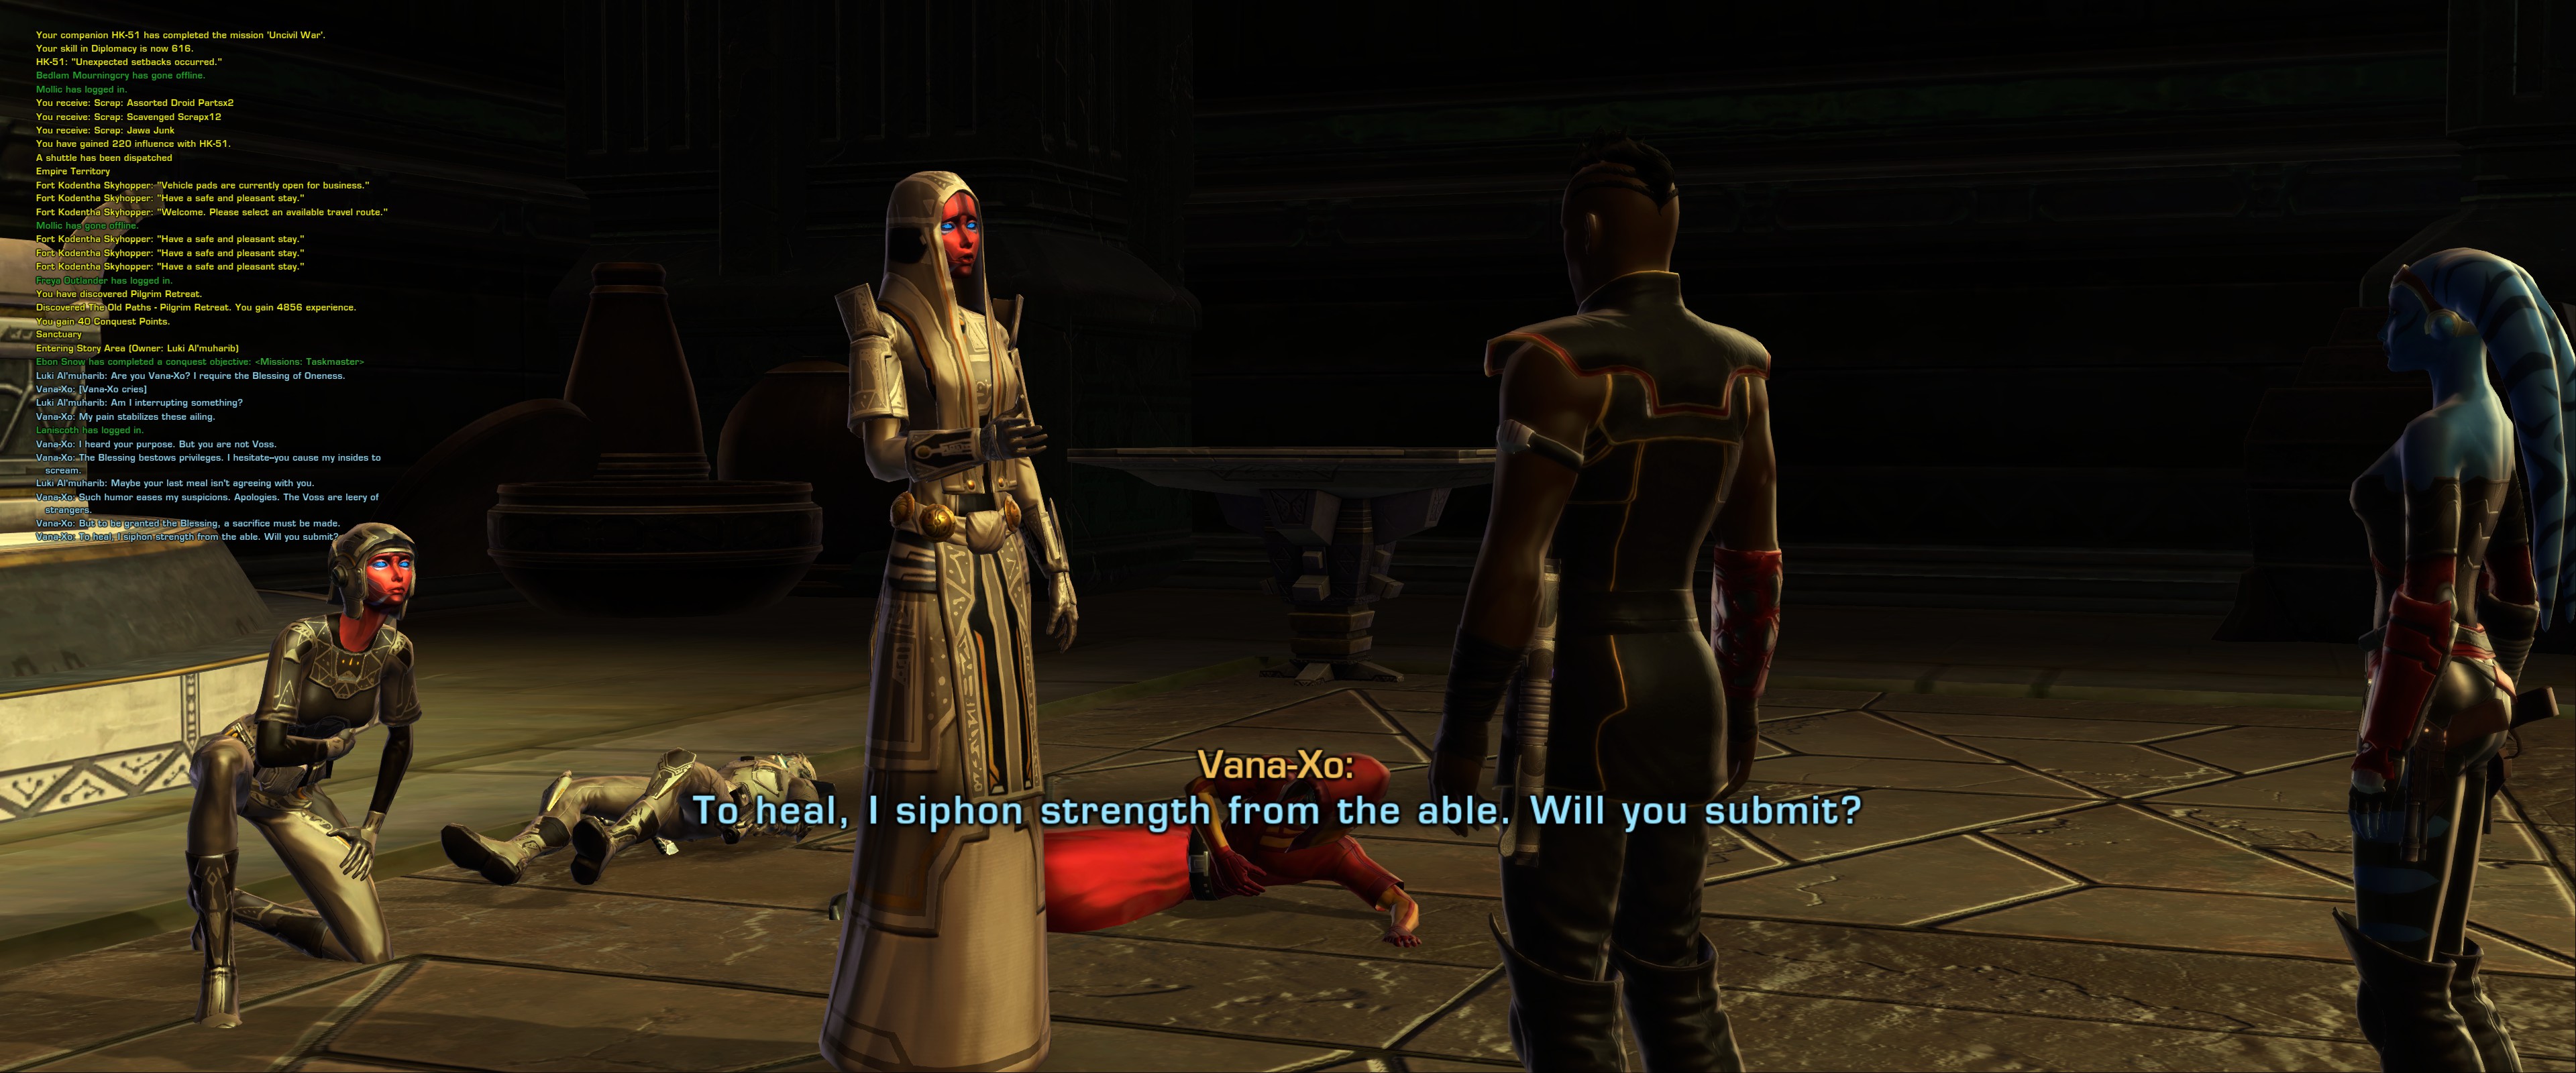 Your companion HK-51 has completed the mission 'Uncivil War'.
Your skill in Diplomacy is now 616.
HK-51: "Unexpected setbacks occurred."
Bedlam Mourningcry has gone offline.
Mollic has logged in.
You receive: Scrap: Assorted Droid Partsx2
You receive: Scrap: Scavenged Scrapx12
You receive: Scrap: Jawa Junk
You have gained 220 influence with HK-51.
A shuttle has been dispatched
Empire Territory
Fort Kodentha Skyhopper: "Vehicle pads are currently open for business."
Fort Kodentha Skyhopper: "Have a safe and pleasant stay."
Fort Kodentha Skyhopper: "Welcome. Please select an available travel route."
Mollic has gone offline.
Fort Kodentha Skyhopper: "Have a safe and pleasant stay."
Fort Kodentha Skyhopper: "Have a safe and pleasant stay."
Fort Kodentha Skyhopper: "Have a safe and pleasant stay."
Freya Outlander has logged in.
You have discovered Pilgrim Retreat.
Discovered The Old Paths - Pilgrim Retreat. You gain 4856 experience.
You gain 40 Conquest Points.
Sanctuary
Entering Story Area (Owner: Luki Al'muharib)
Ebon Snow has completed a conquest objective: <Missions: Taskmaster>
Luki Al'muharib: Are you Vana-Xo? I require the Blessing of Oneness.
Vana-Xo: [Vana-Xo cries]
Luki Al'muharib: Am I interrupting something?
Vana-Xo: My pain stabilizes these ailing.
Laniscoth has logged in.
Vana-Xo: I heard your purpose. But you are not Voss.
Vana-Xo: The Blessing bestows privileges. I hesitate—you cause my insides to
scream.
Luki Al'muharib: Maybe your last meal isn't agreeing with you.
Vana-Xo: Such humor eases my suspicions. Apologies. The Voss are leery of
strangers.
Vana-Xo: But to be granted the Blessing, a sacrifice must be made.
Vana-Xo: To heal, I siphon strength from the able. Will you submit?
Vana-Xo:
To heal, I siphon strength from the able. Will you submit?